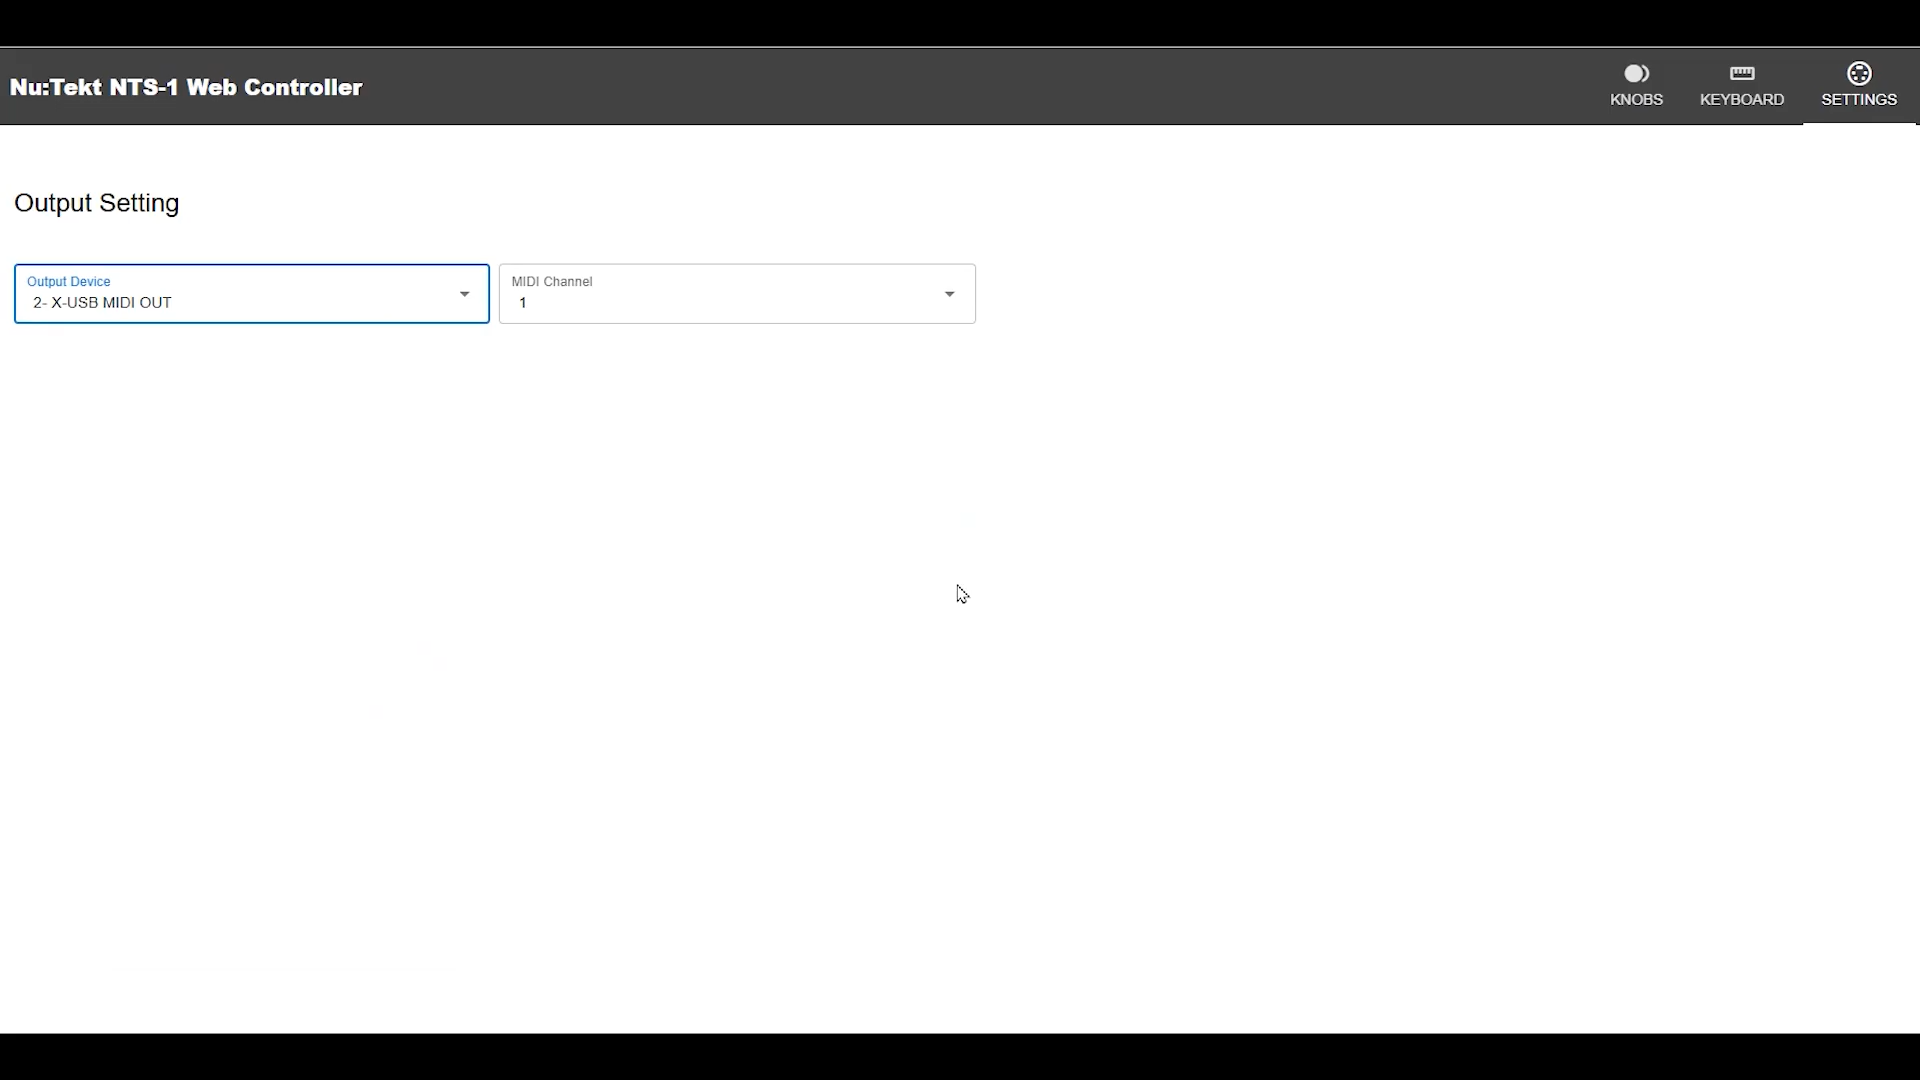 Nu:Tekt NTS-1 Web Controller
KNOBS
KEYBOARD
SETTINGS
Output Setting
Output Device
2- X-USB MIDI OUT
MIDI Channel
1